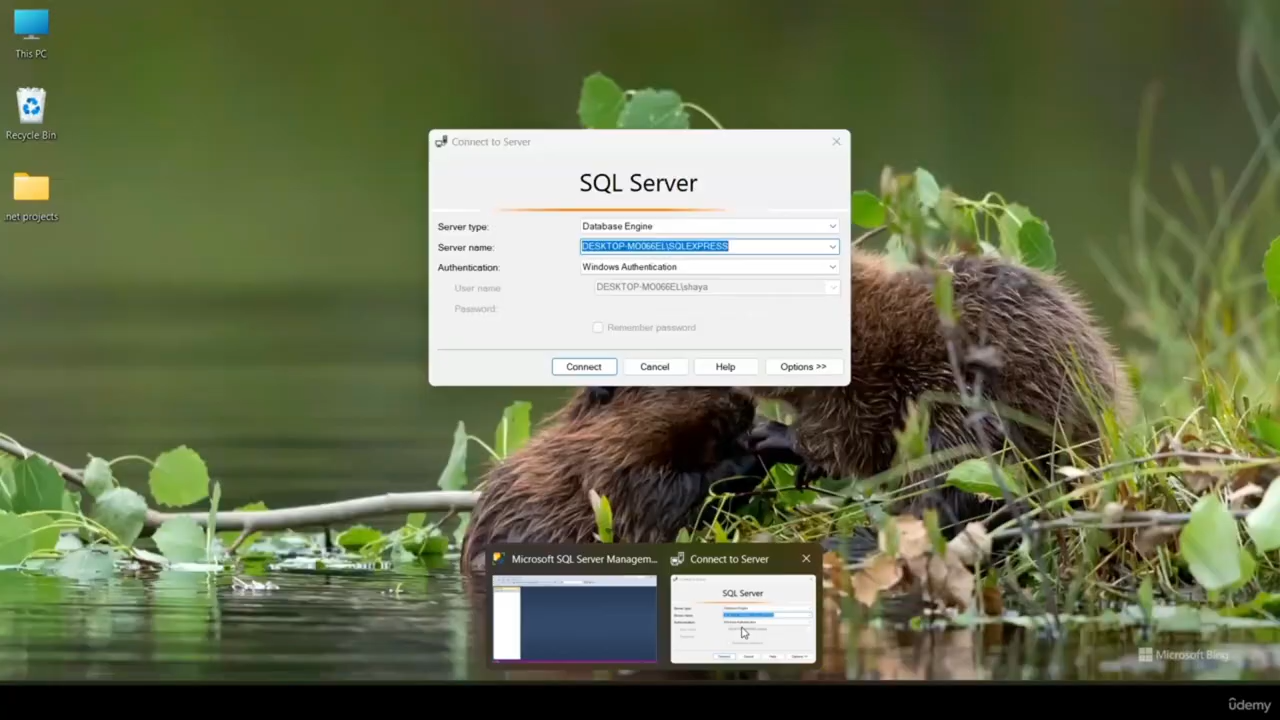 This PC
Recycle Bin
.net projects
Connect to Server
SQL Server
Server type:
Database Engine
Server name:
DESKTOP-MO066EL\SQLEXPRESS
Authentication:
Windows Authentication
User name
DESKTOP-MO066EL\shaya
Password:
Remember password
Connect
Cancel
Help
Options >>
Microsoft SQL Server Managem...
Connect to Server
SQL Server
Microsoft Bing
ûdemy